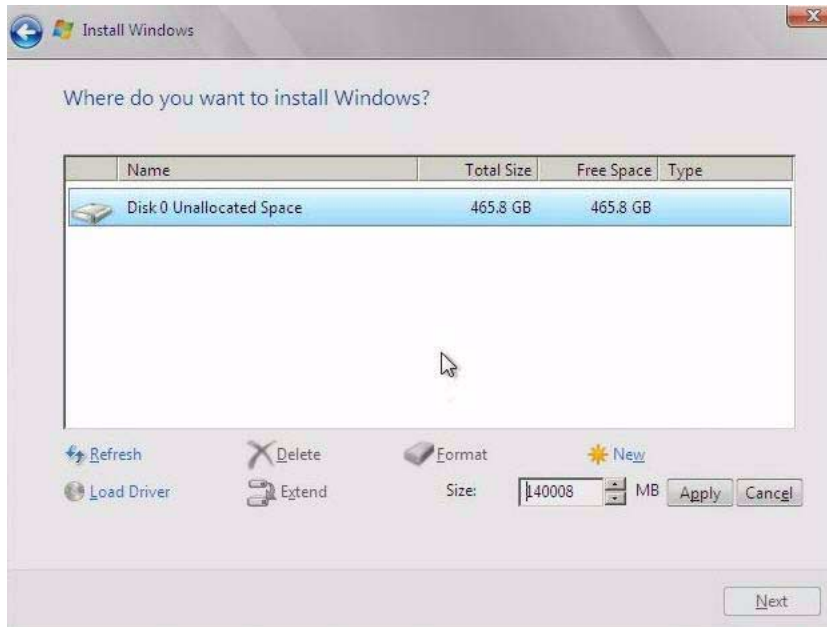 Install Windows
Where do you want to install Windows?
Name Total Size Free Space Type
Disk 0 Unallocated Space 465.8 GB 465.8 GB
Refresh Delete Format New
Load Driver Extend Size: 140008 MB Apply Cancel
Next